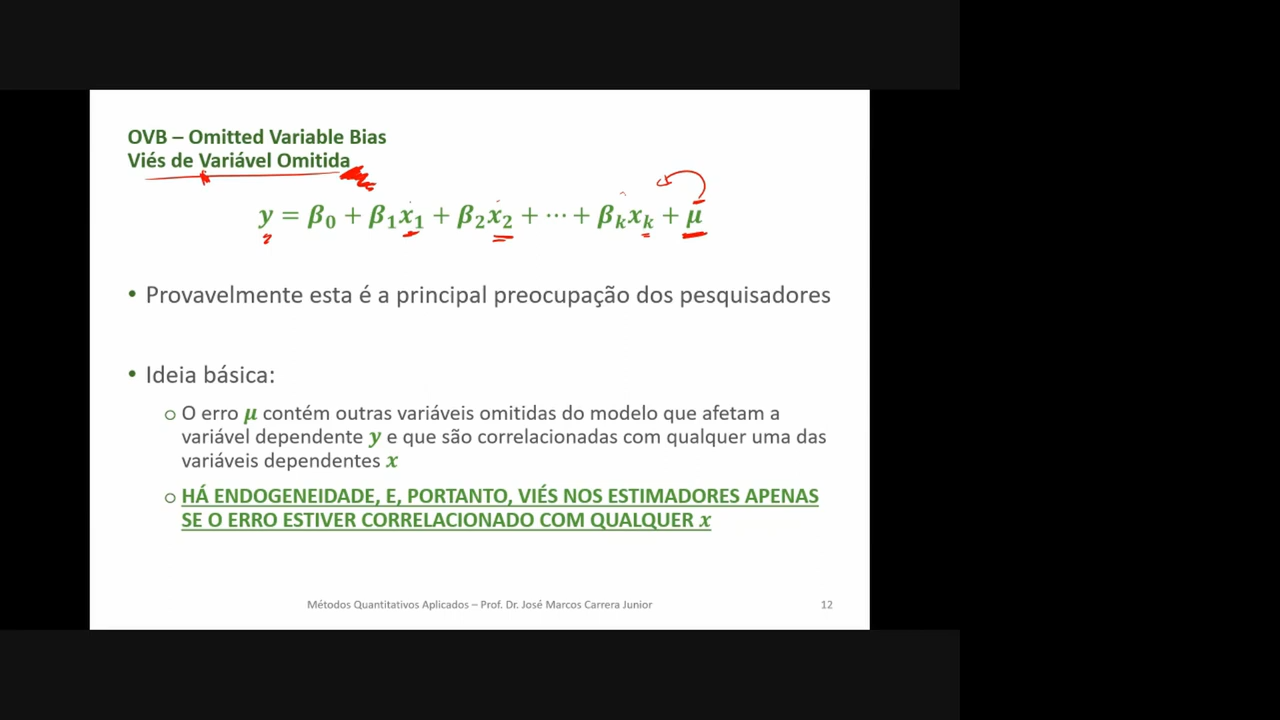 OVB – Omitted Variable Bias
Viés de Variável Omitida
y = β₀ + β₁x₁ + β₂x₂ + ⋯ + βₖxₖ + μ
• Provavelmente esta é a principal preocupação dos pesquisadores
• Ideia básica:
o O erro μ contém outras variáveis omitidas do modelo que afetam a
variável dependente y e que são correlacionadas com qualquer uma das
variáveis dependentes x
o HÁ ENDOGENEIDADE, E, PORTANTO, VIÉS NOS ESTIMADORES APENAS
SE O ERRO ESTIVER CORRELACIONADO COM QUALQUER x
Métodos Quantitativos Aplicados – Prof. Dr. José Marcos Carrera Junior
12